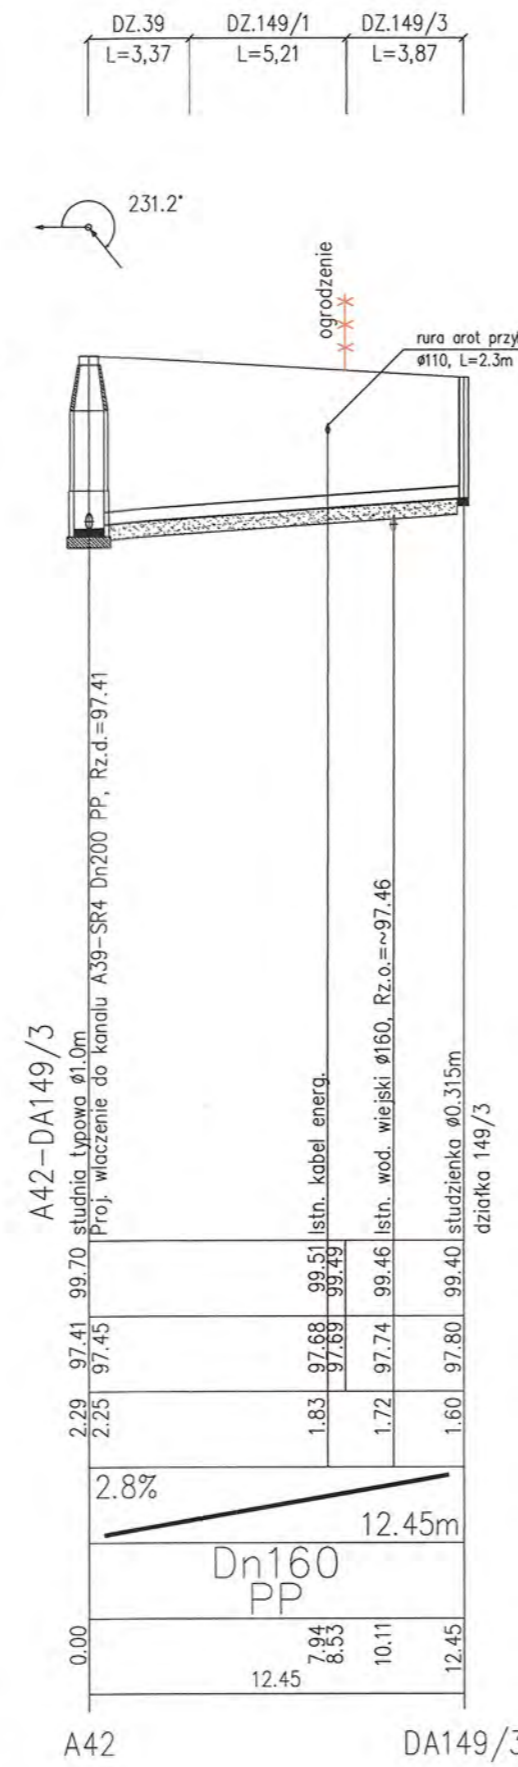 DZ.39 DZ.149/1 DZ.149/3
L=3,37 L=5,21 L=3,87
231.2°
ogrodzenie
rura arot przy
ø110, L=2.3m
A42-DA149/3
studnia typowa ø1.0m
Proj. wlaczenie do kanalu A39-SR4 Dn200 PP, Rz.d.=97.41
Istn. kabel energ.
Istn. wod. wiejski ø160, Rz.o.=~97.46
studzienka ø0.315m
działka 149/3
99.70 99.51 99.49 99.46 99.40
97.41 97.45 97.68 97.69 97.74 97.80
2.29 2.25 1.83 1.72 1.60
2.8%
12.45m
Dn160
PP
0.00 7.94 8.53 10.11 12.45
12.45
A42 DA149/3